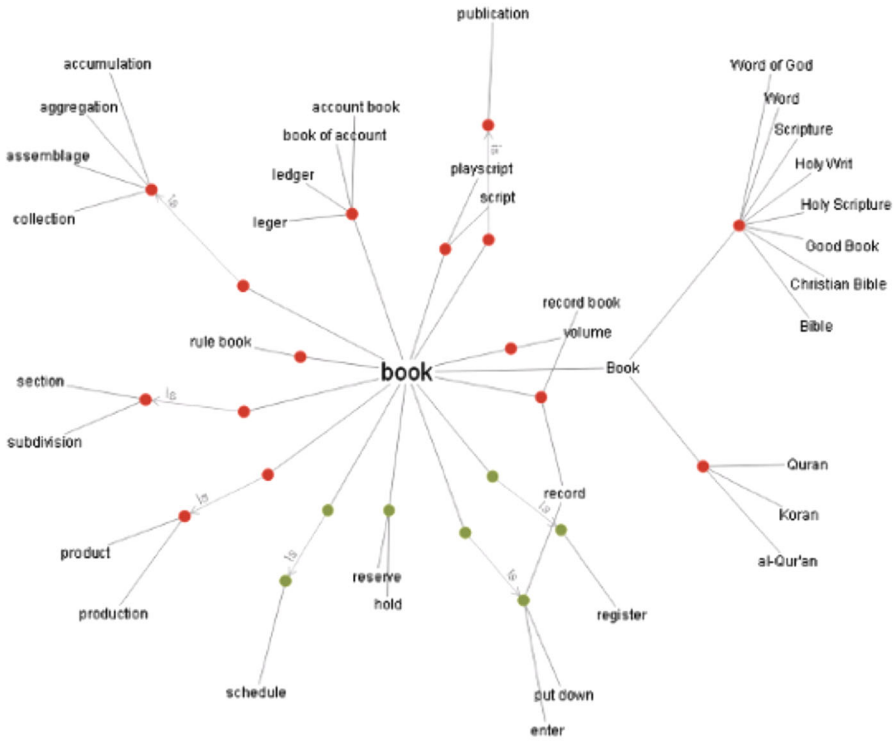 publication
accumulation
Word of God
aggregation
account book
Word
book of account
Scripture
assemblage
is
playscript
Holy Writ
ledger
script
Holy Scripture
collection
is
leger
Good Book
Christian Bible
record book
Bible
volume
rule book
book
Book
section
is
subdivision
Quran
is
record
is
Koran
product
is
al-Qur'an
reserve
is
hold
production
register
schedule
put down
enter